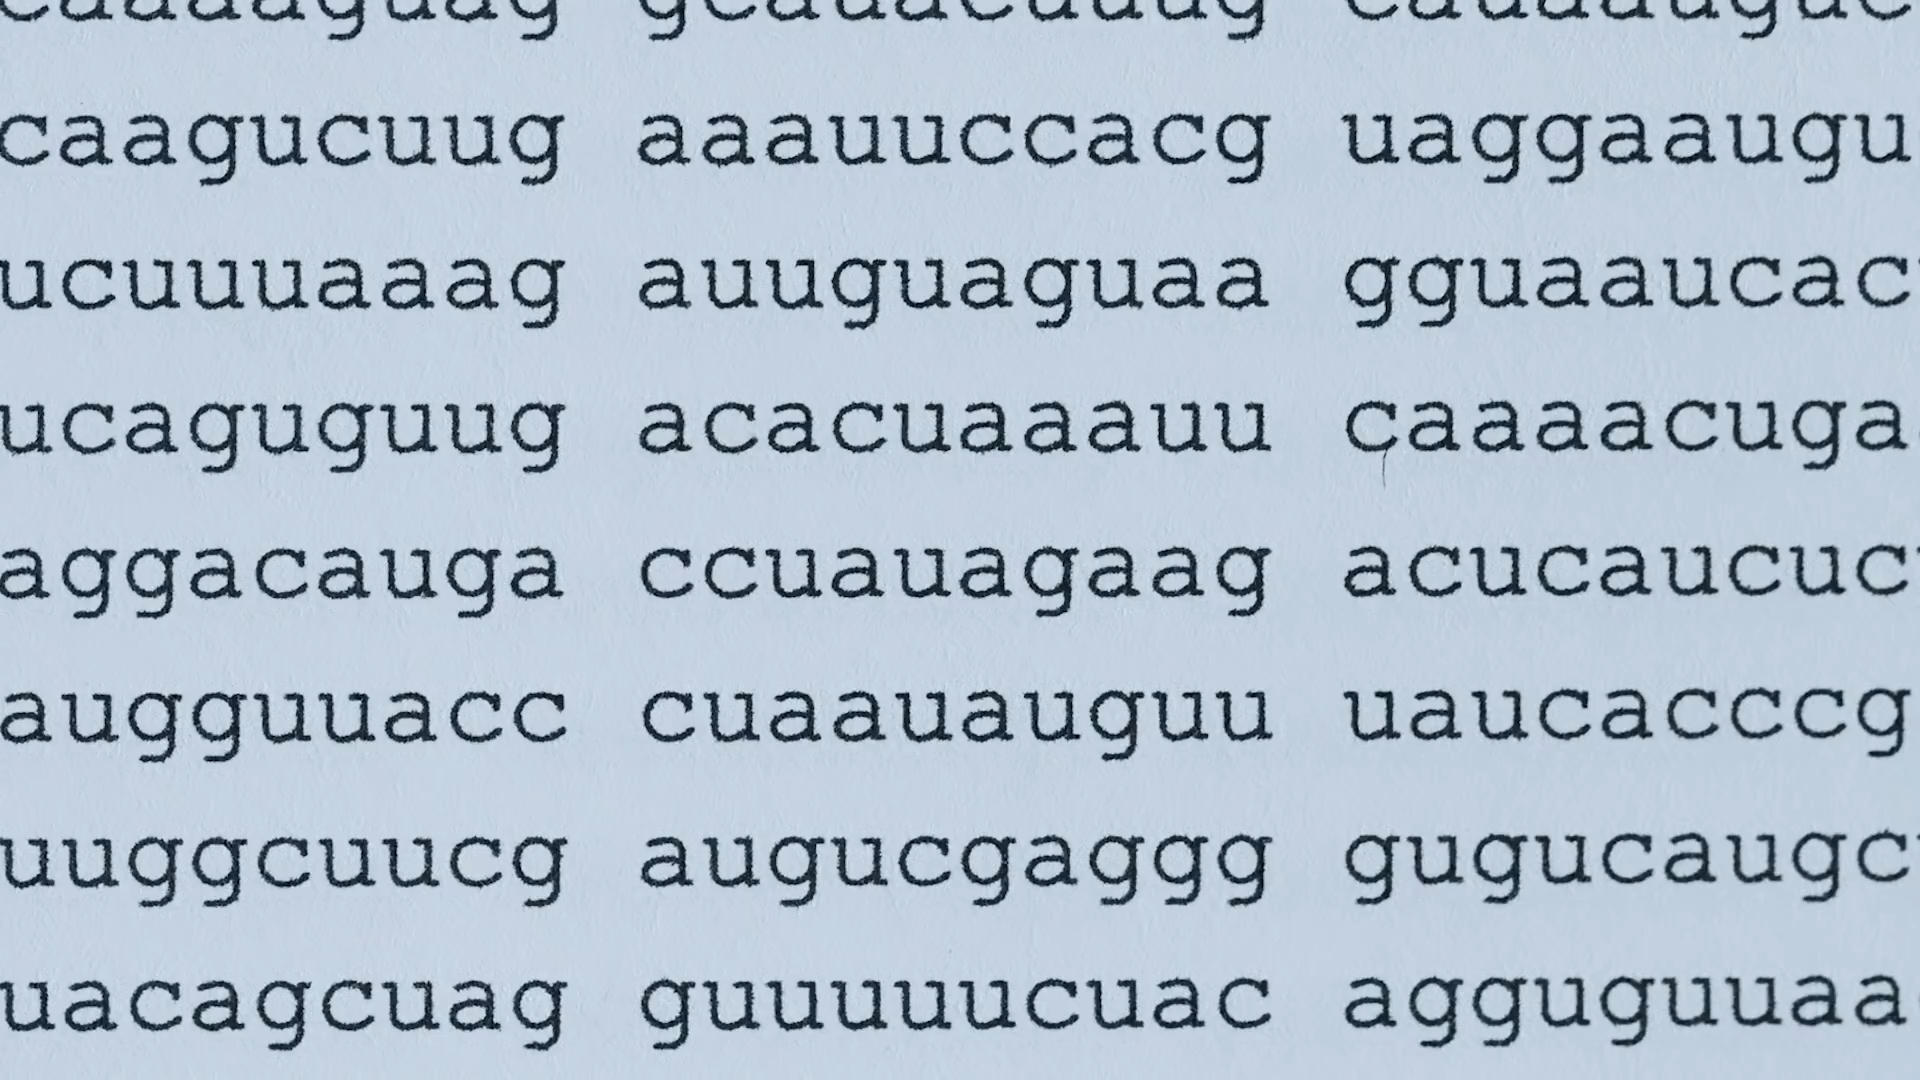 caagucuug aaauuccacg uaggaaugu
ucuuuaaag auuguaguaa gguaaucac
ucaguguug acacuaaauu caaaacuga
aggacauga ccuauagaag acucaucuc
augguuacc cuaauauguu uaucacccg
uuggcuucg augucgaggg gugucaugc
uacagcuag guuuuucuac agguguuaa